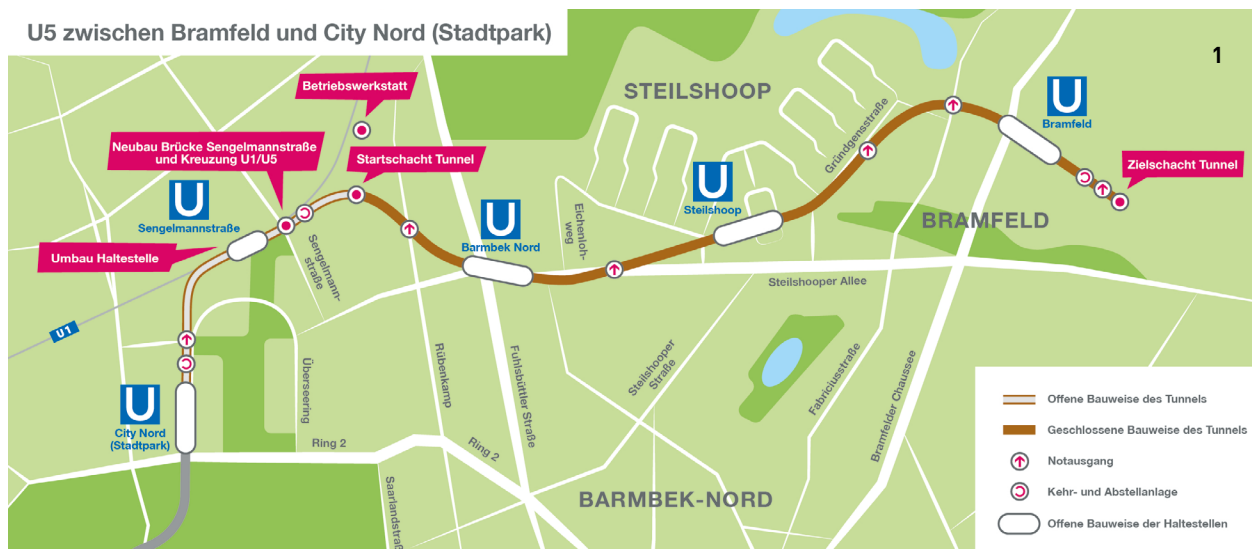 U5 zwischen Bramfeld und City Nord (Stadtpark)
1
Betriebswerkstatt
STEILSHOOP
U
Bramfeld
Neubau Brücke Sengelmannstraße
und Kreuzung U1/U5
Startschacht Tunnel
Gründgensstraße
Zielschacht Tunnel
U
Sengelmannstraße
U
Steilshoop
U
Barmbek Nord
Eichenloh-
weg
BRAMFELD
Umbau Haltestelle
Sengelmann-
straße
Steilshooper Allee
U1
Überseering
Rübenkamp
Fuhlsbüttler Straße
Steilshooper
Straße
Fabriciusstraße
Bramfelder Chaussee
U
City Nord
(Stadtpark)
Ring 2
Ring 2
Saarlandstraß
BARMBEK-NORD
Offene Bauweise des Tunnels
Geschlossene Bauweise des Tunnels
Notausgang
Kehr- und Abstellanlage
Offene Bauweise der Haltestellen